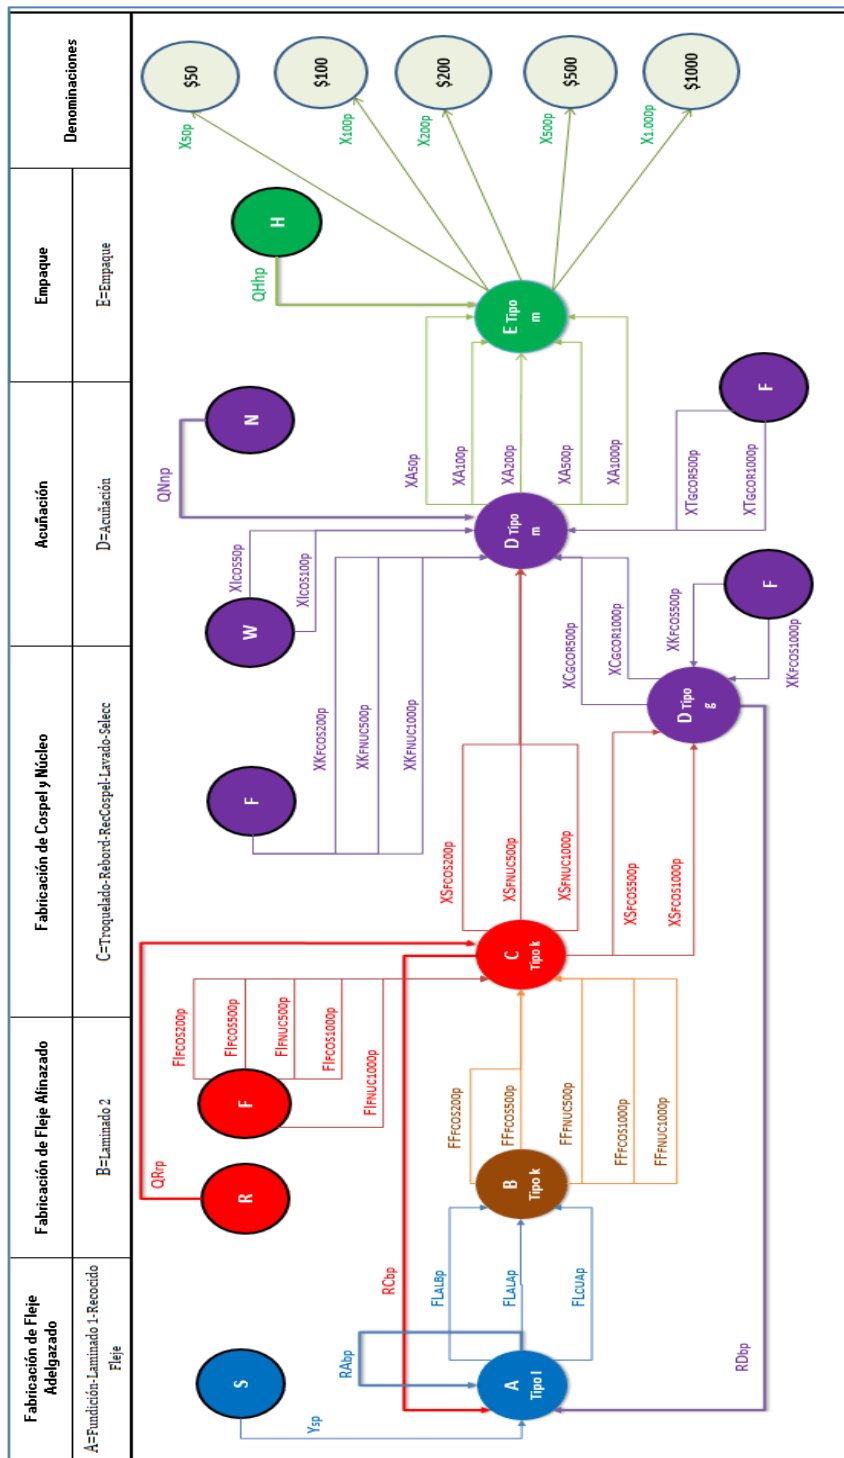 Fabricación de Fleje
Adelgazado
Fabricación de Fleje Afinazado
Fabricación de Cospel y Núcleo
Acuñación
Empaque
Denominaciones
A=Fundición-Laminado 1-Recocido
Fleje
B=Laminado 2
C=Troquelado-Rebord-RecCospel-Lavado-Selecc
D=Acuñación
E=Empaque
S
Ysp
RAbp
A
Tipo l
FLALBp
FLALAp
FLCUAp
RCbp
RDbp
R
QRrp
F
FIFCOS200p
FIFCOS500p
FIFNUC500p
FIFCOS1000p
FIFNUC1000p
B
Tipo k
FFFCOS200p
FFFCOS500p
FFFNUC500p
FFFCOS1000p
FFFNUC1000p
C
Tipo k
XSFCOS200p
XSFNUC500p
XSFNUC1000p
XSFCOS500p
XSFCOS1000p
F
XKFCOS200p
XKFNUC500p
XKFNUC1000p
W
XICOS50p
XICOS100p
D Tipo
g
XCGCOR500p
XCGCOR1000p
F
XKFCOS500p
XKFCOS1000p
N
QNnp
D Tipo
m
F
XTGCOR500p
XTGCOR1000p
XA50p
XA100p
XA200p
XA500p
XA1000p
H
QHhp
E Tipo
m
X50p
X100p
X200p
X500p
X1.000p
$50
$100
$200
$500
$1000